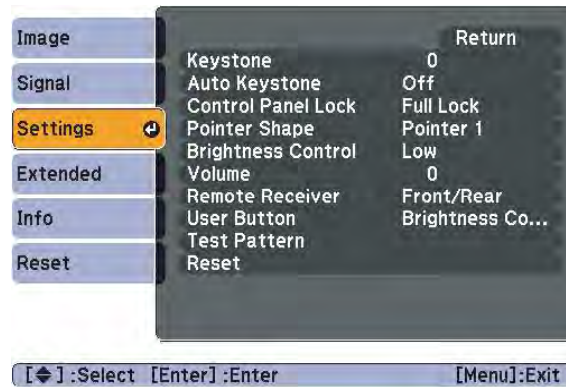 Image
Signal
Settings
Extended
Info
Reset
Return
Keystone 0
Auto Keystone Off
Control Panel Lock Full Lock
Pointer Shape Pointer 1
Brightness Control Low
Volume 0
Remote Receiver Front/Rear
User Button Brightness Co...
Test Pattern
Reset
[ ] :Select [Enter] :Enter [Menu]:Exit